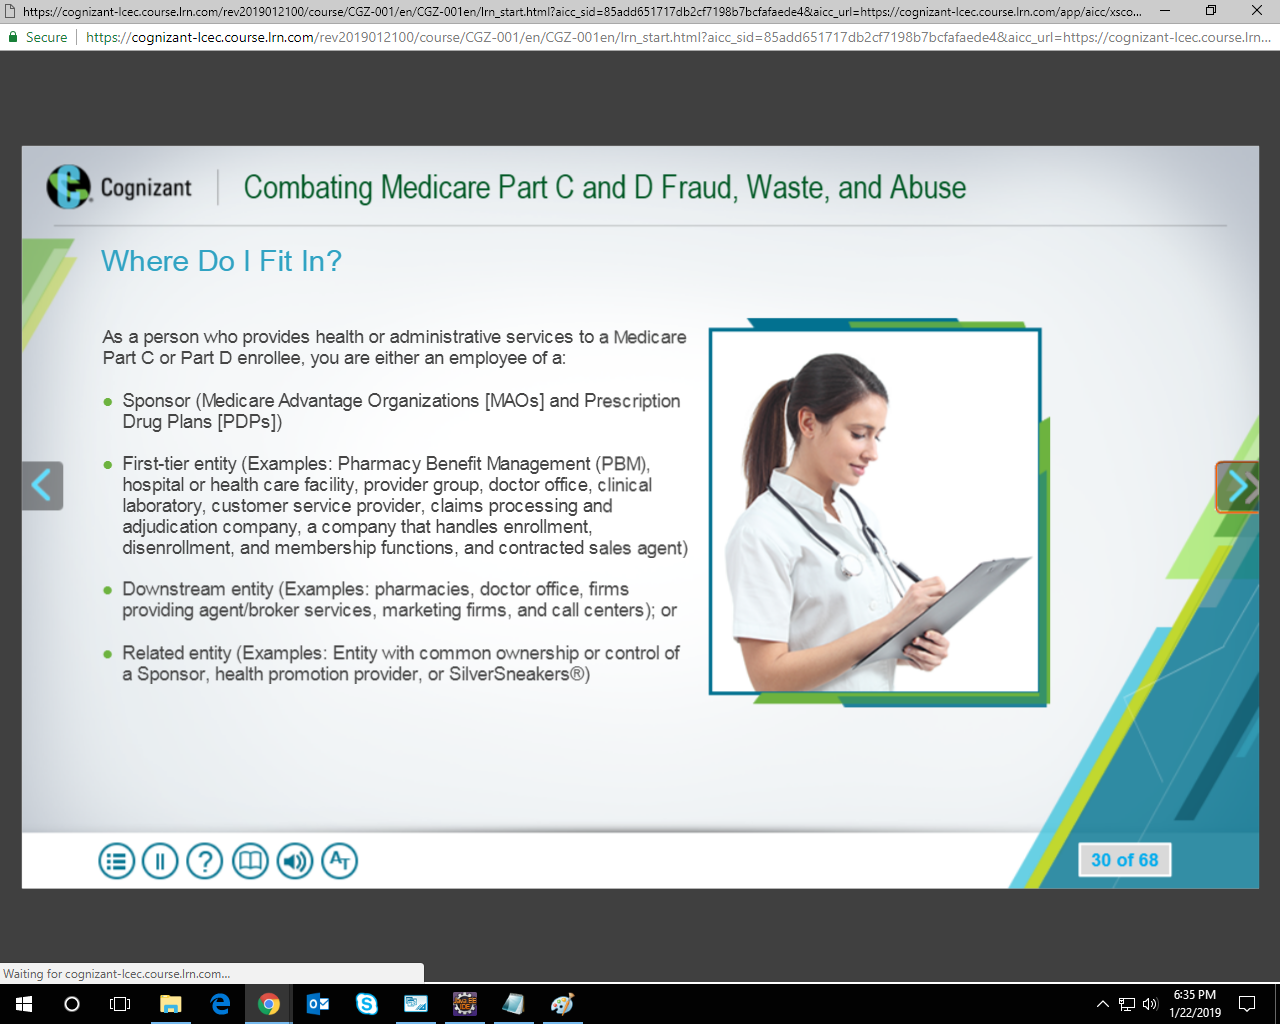 https://cognizant-lcec.course.lrn.com/rev2019012100/course/CGZ-001/en/CGZ-001en/lrn_start.html?aicc_sid=85add651717db2cf7198b7bcfafaede4&aicc_url=https://cognizant-lcec.course.lrn.com/app/aicc/xsco...
Secure https://cognizant-lcec.course.lrn.com/rev2019012100/course/CGZ-001/en/CGZ-001en/lrn_start.html?aicc_sid=85add651717db2cf7198b7bcfafaede4&aicc_url=https://cognizant-lcec.course.lrn...
Cognizant Combating Medicare Part C and D Fraud, Waste, and Abuse
Where Do I Fit In?
As a person who provides health or administrative services to a Medicare
Part C or Part D enrollee, you are either an employee of a:
● Sponsor (Medicare Advantage Organizations [MAOs] and Prescription
Drug Plans [PDPs])
● First-tier entity (Examples: Pharmacy Benefit Management (PBM),
hospital or health care facility, provider group, doctor office, clinical
laboratory, customer service provider, claims processing and
adjudication company, a company that handles enrollment,
disenrollment, and membership functions, and contracted sales agent)
● Downstream entity (Examples: pharmacies, doctor office, firms
providing agent/broker services, marketing firms, and call centers); or
● Related entity (Examples: Entity with common ownership or control of
a Sponsor, health promotion provider, or SilverSneakers®)
30 of 68
Waiting for cognizant-lcec.course.lrn.com...
6:35 PM
1/22/2019